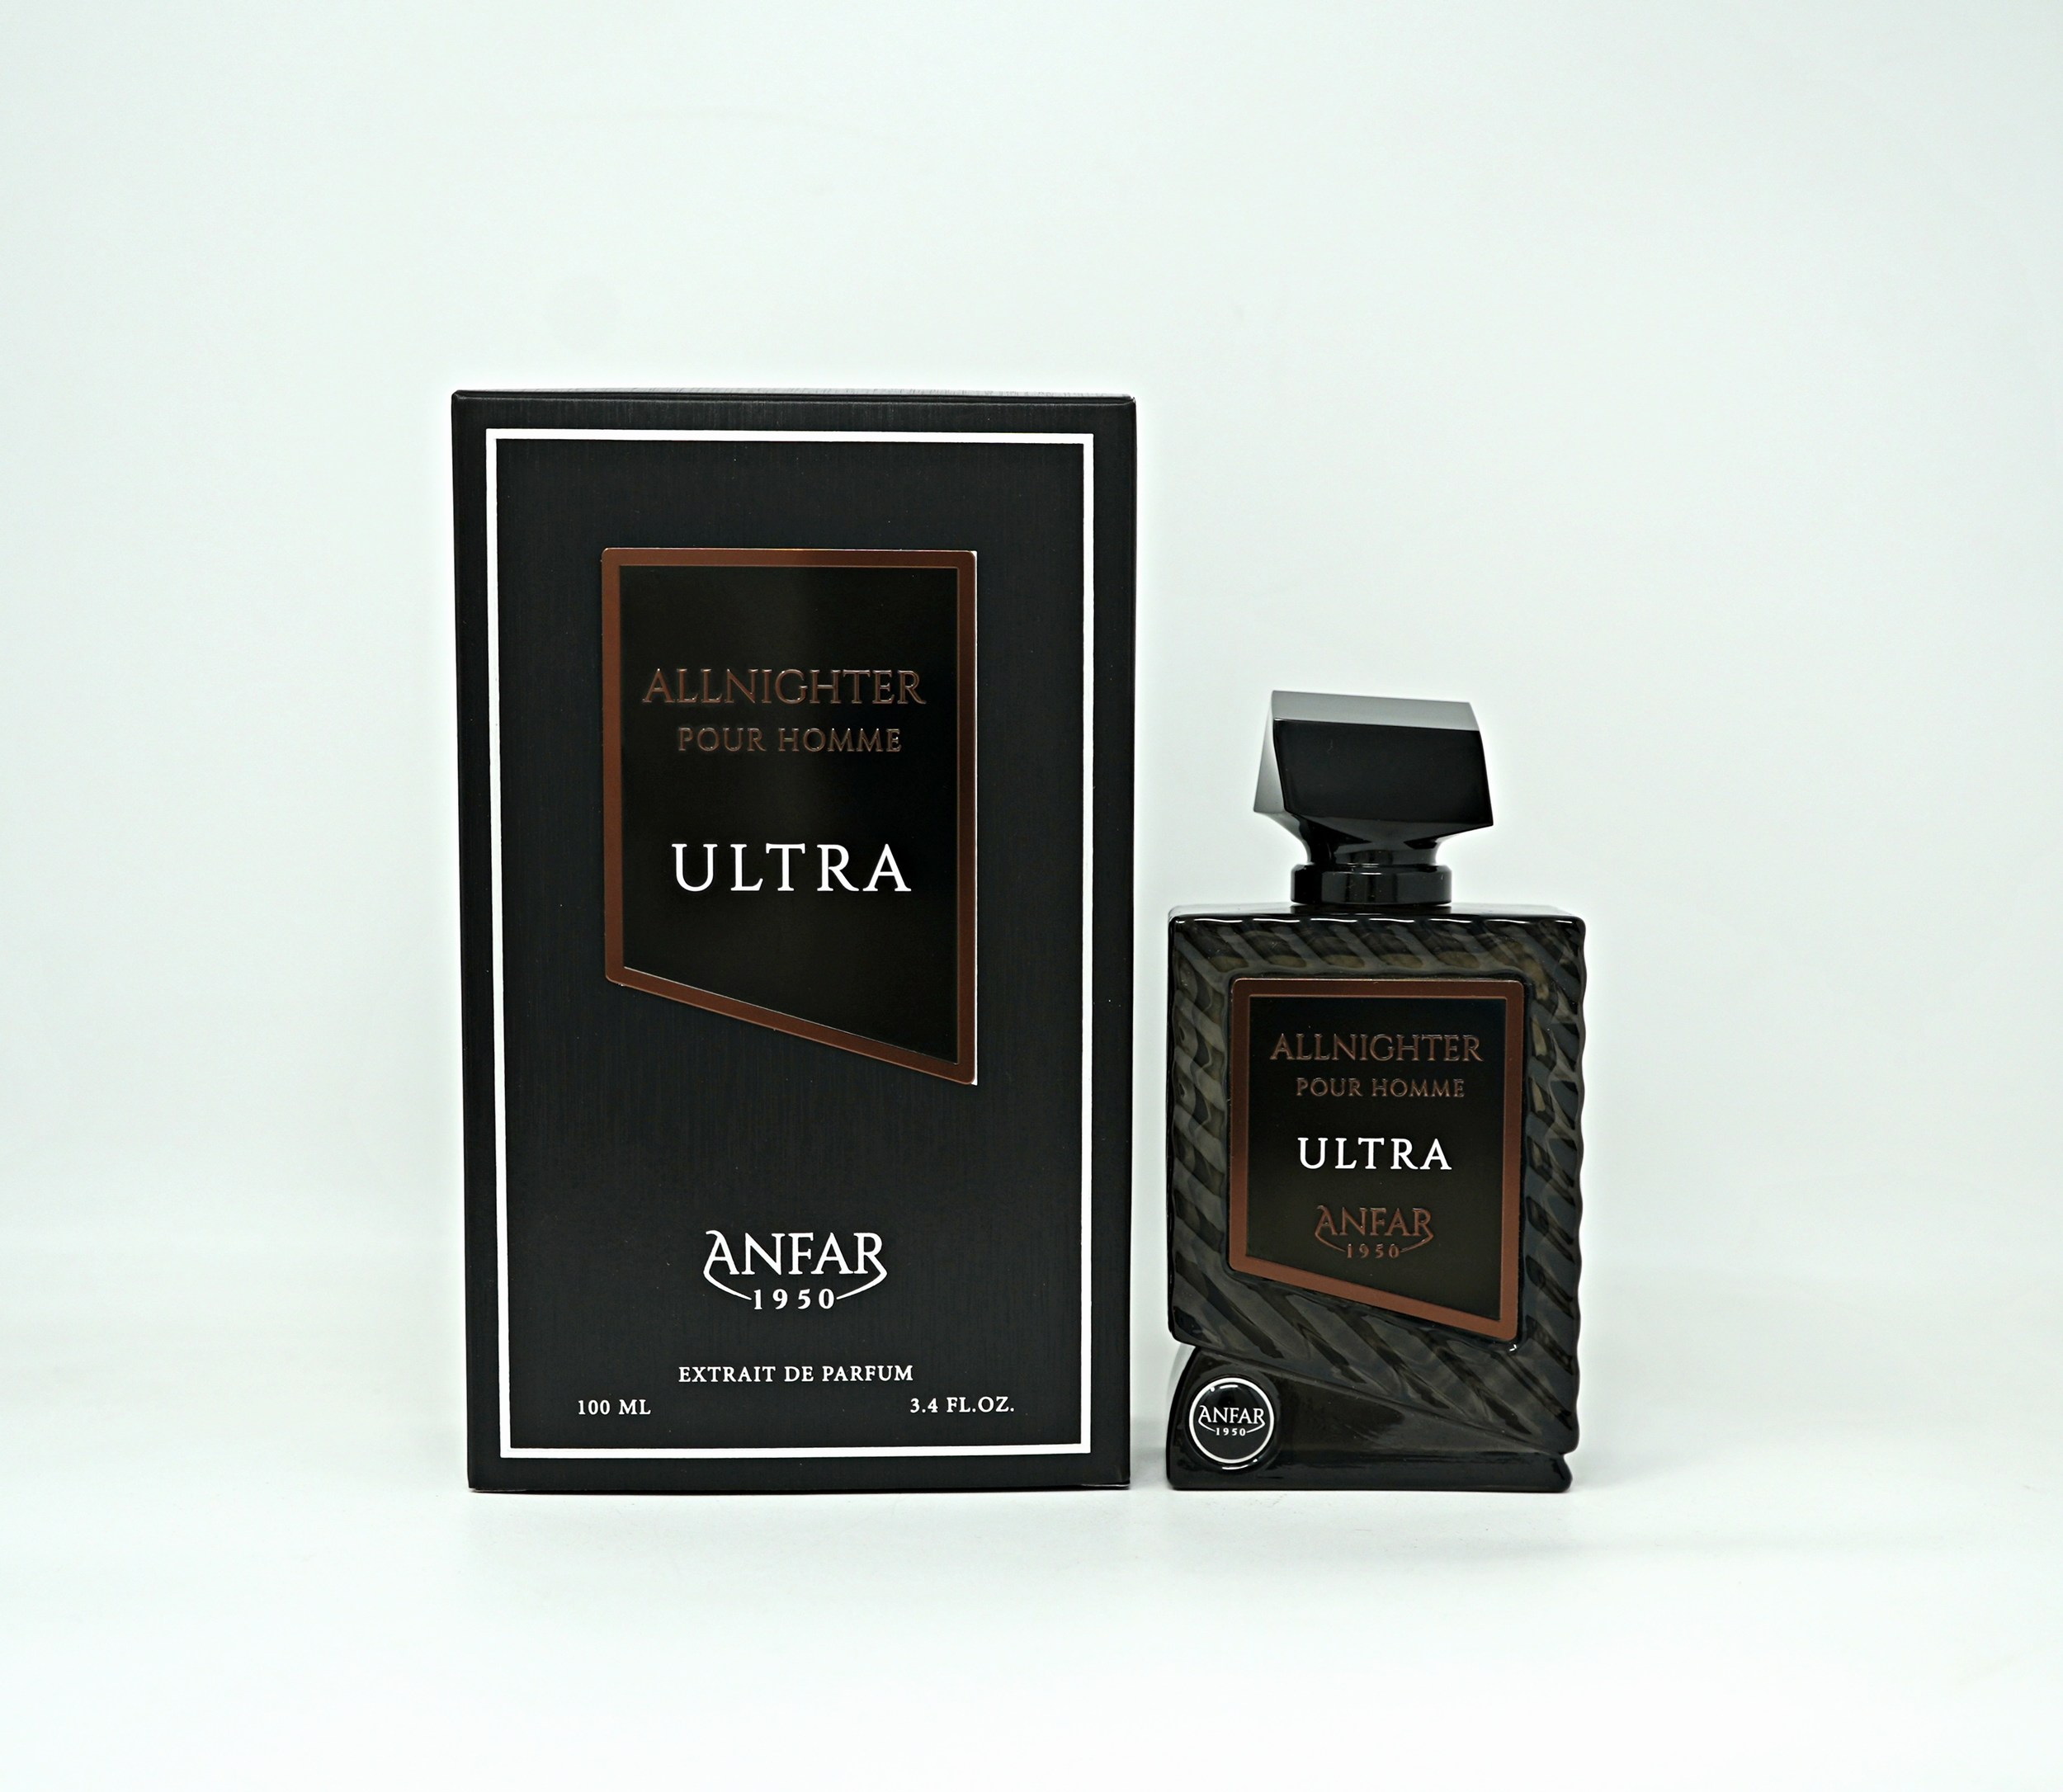 ALLNIGHTER
POUR HOMME
ULTRA
ANFAR
1950
EXTRAIT DE PARFUM
100 ML 3.4 FL.OZ.
ALLNIGHTER
POUR HOMME
ULTRA
ANFAR
1950
ANFAR
1950